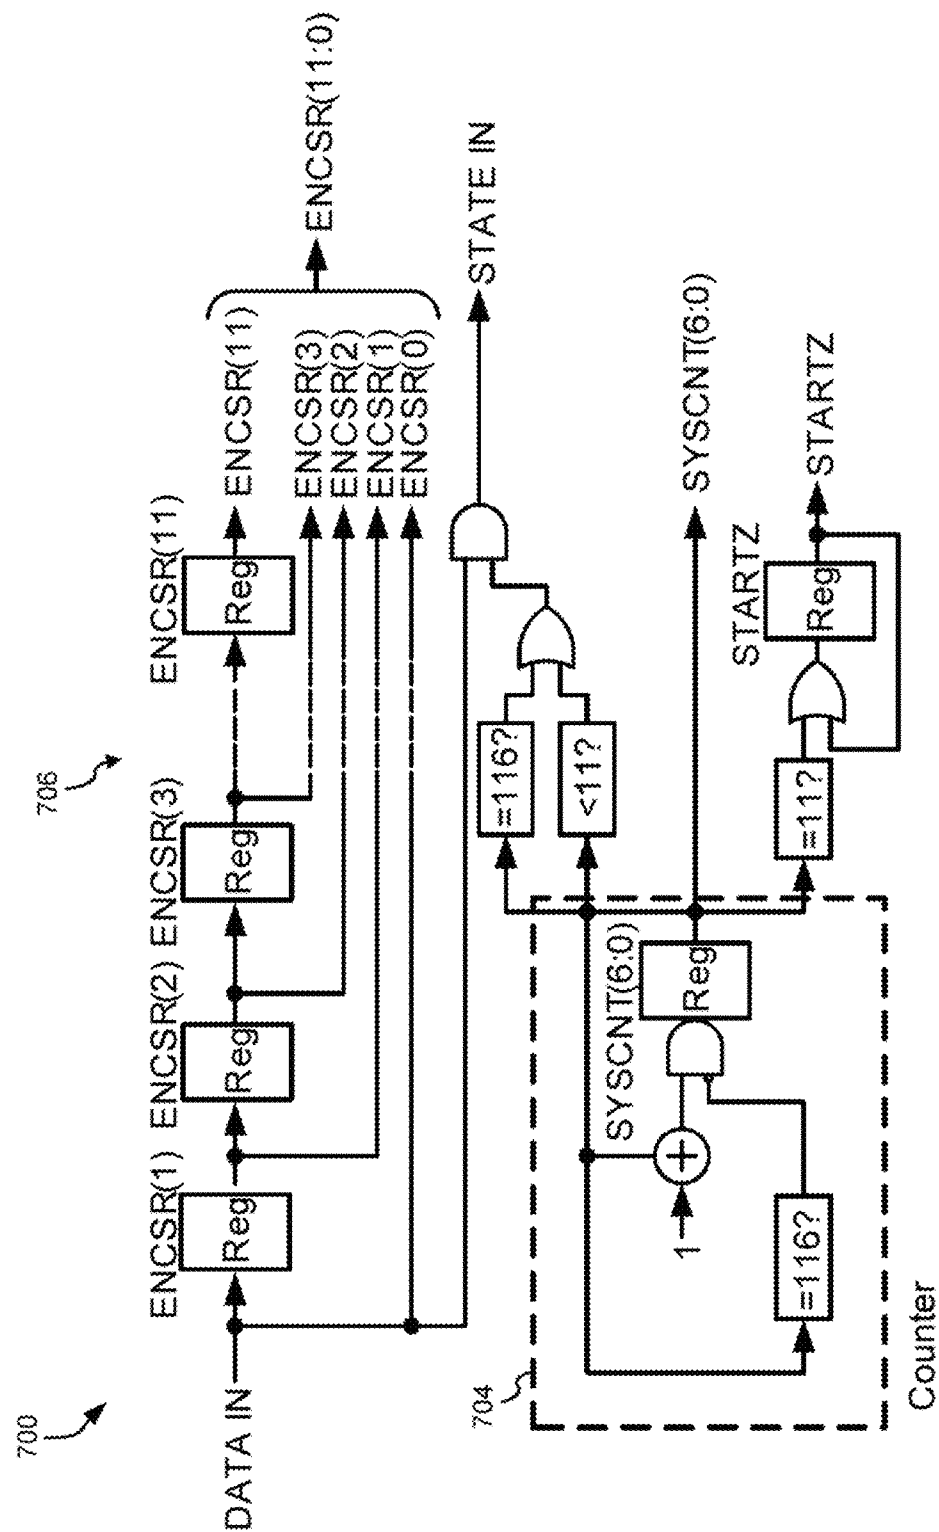 700
706
ENCSR(1)
ENCSR(2)
ENCSR(3)
ENCSR(11)
DATA IN
Reg
Reg
Reg
Reg
ENCSR(11)
ENCSR(3)
ENCSR(2)
ENCSR(1)
ENCSR(0)
ENCSR(11:0)
STATE IN
=116?
<11?
704
SYSCNT(6:0)
1
+
Reg
SYSCNT(6:0)
=116?
=11?
STARTZ
Reg
STARTZ
Counter